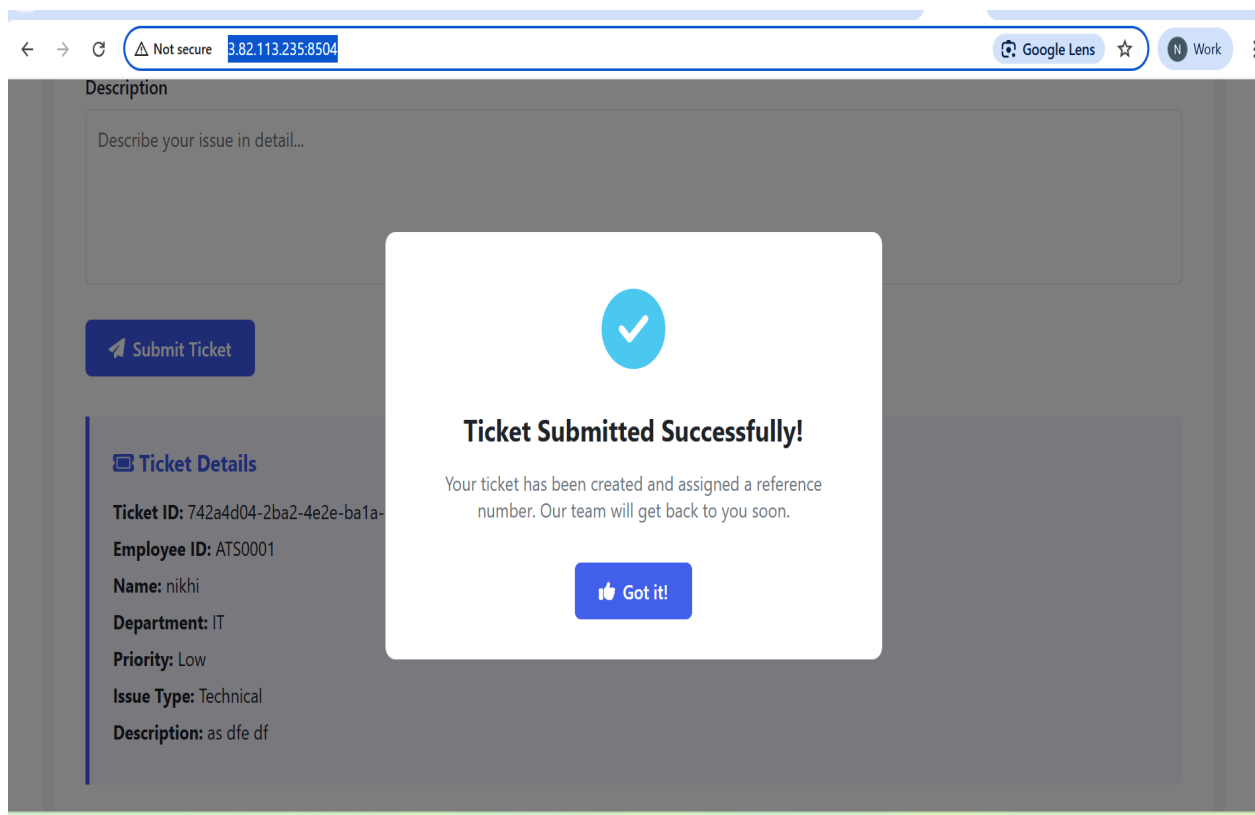 Not secure 3.82.113.235:8504
Google Lens
N Work
Description
Describe your issue in detail...
Submit Ticket
Ticket Submitted Successfully!
Your ticket has been created and assigned a reference
number. Our team will get back to you soon.
Got it!
Ticket Details
Ticket ID: 742a4d04-2ba2-4e2e-ba1a-
Employee ID: ATS0001
Name: nikhi
Department: IT
Priority: Low
Issue Type: Technical
Description: as dfe df